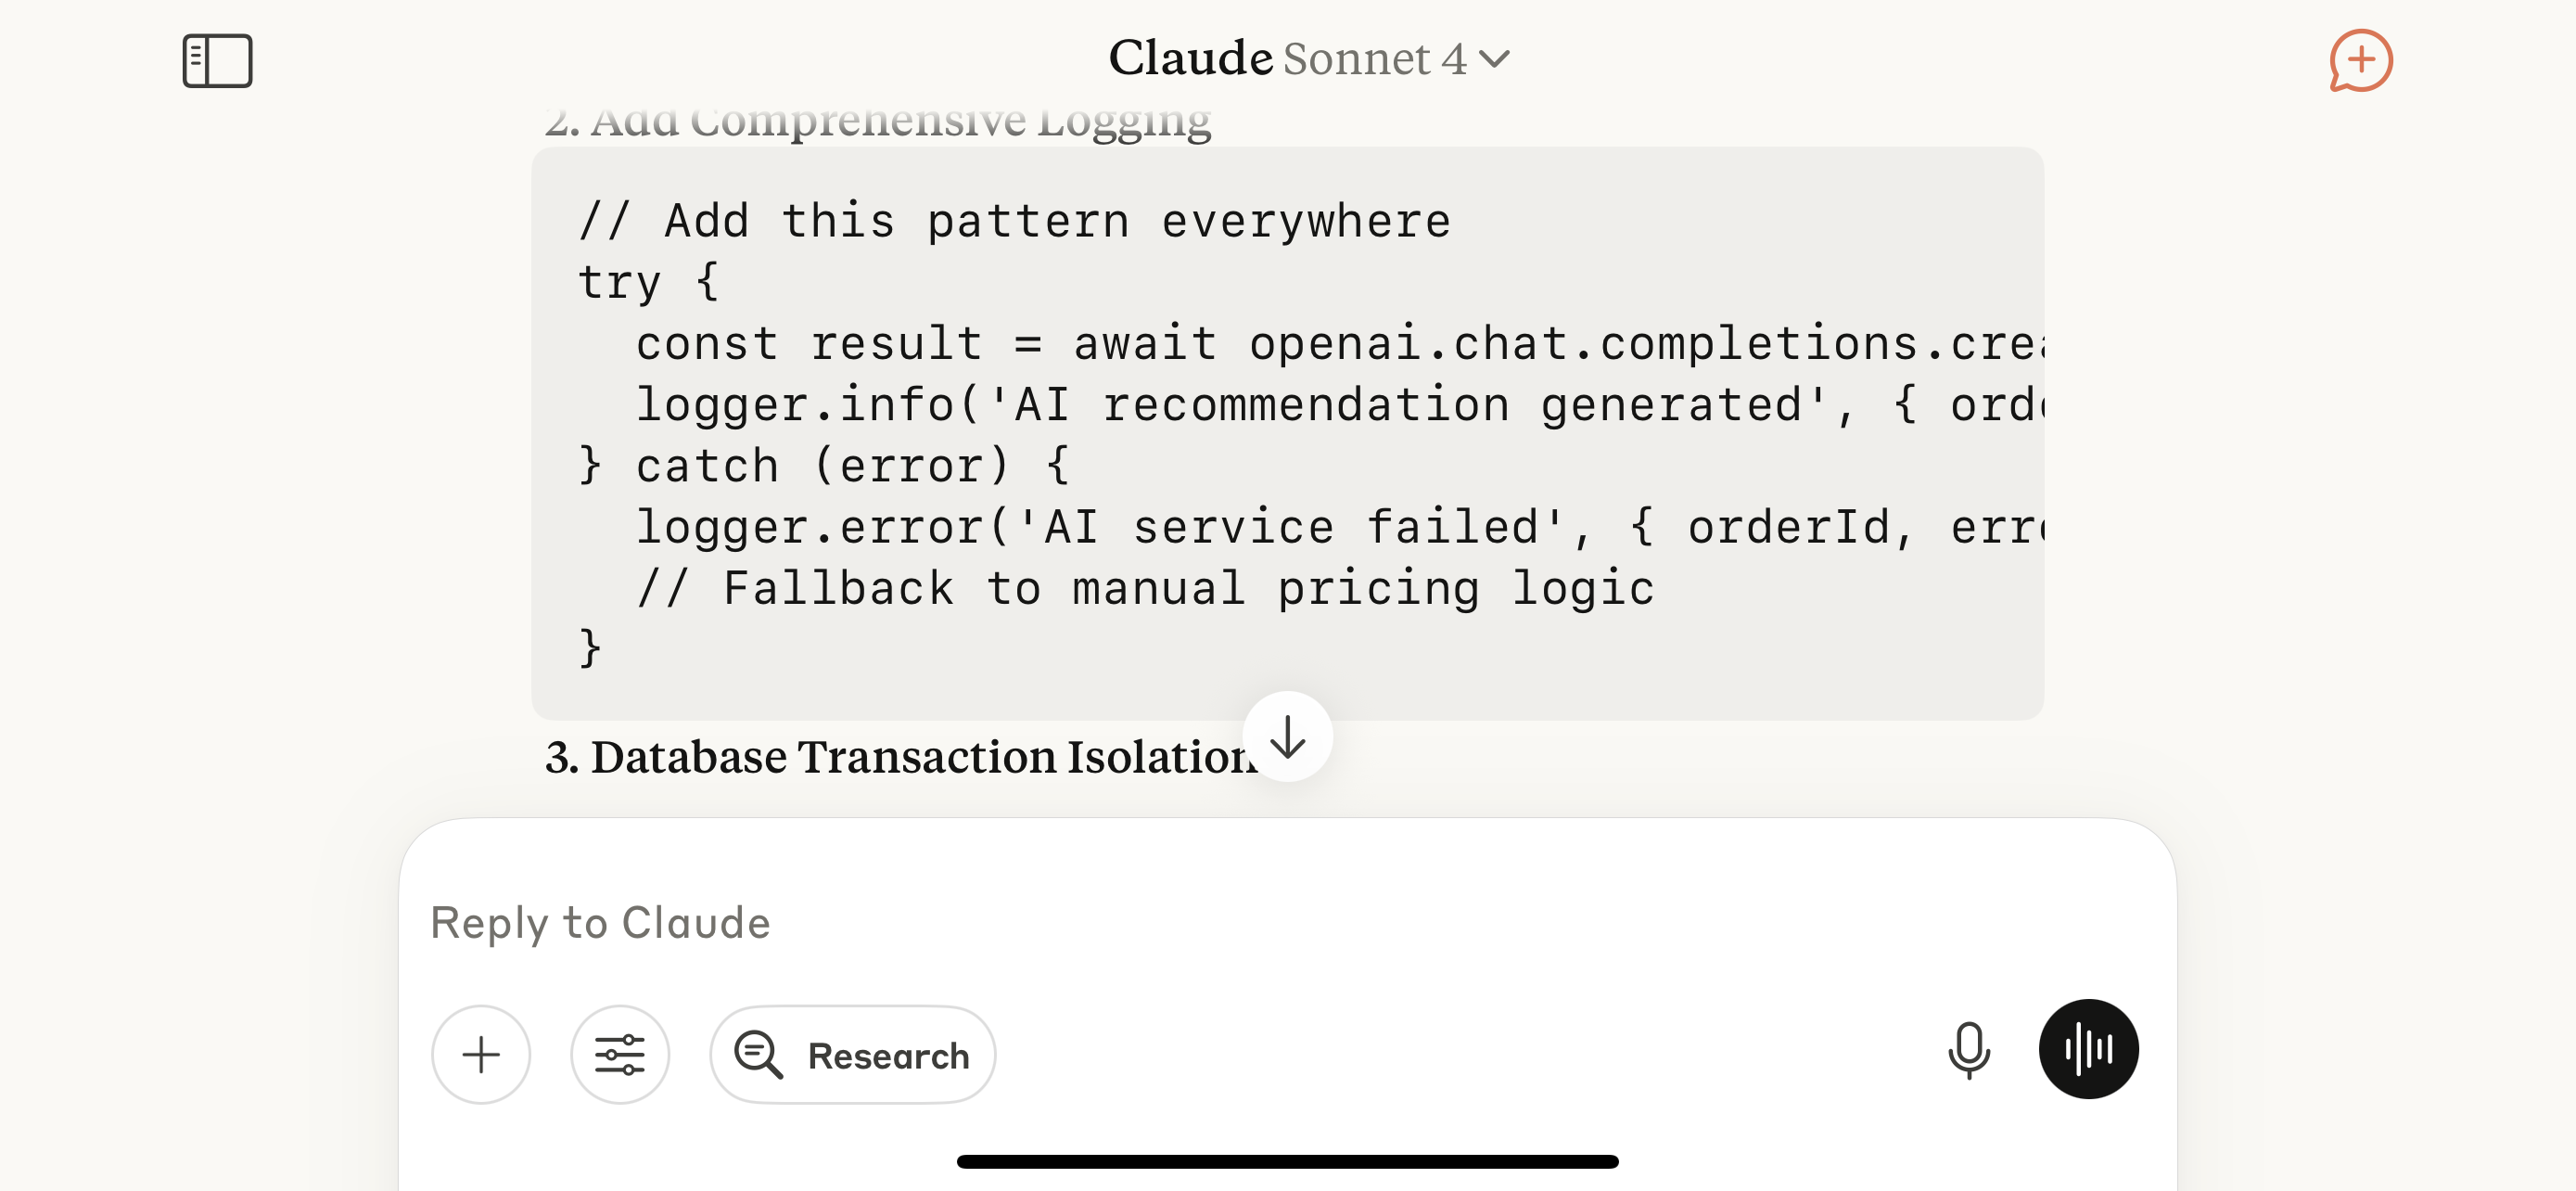 Claude Sonnet 4
2. Add Comprehensive Logging
// Add this pattern everywhere
try {
  const result = await openai.chat.completions.crea
  logger.info('AI recommendation generated', { orde
} catch (error) {
  logger.error('AI service failed', { orderId, erro
  // Fallback to manual pricing logic
}
3. Database Transaction Isolation
Reply to Claude
Research